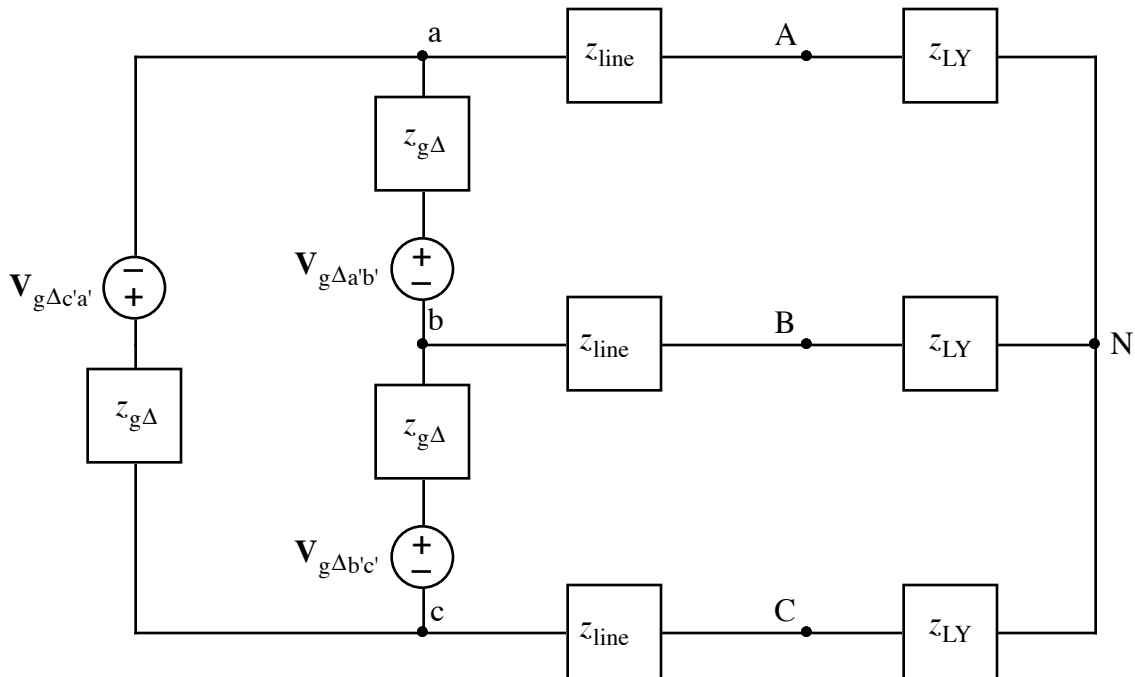 a
A
z_line
z_LY
z_gΔ
V_gΔc'a'
− +
V_gΔa'b'
+ −
b
B
z_line
z_LY
N
z_gΔ
z_gΔ
V_gΔb'c'
+ −
c
C
z_line
z_LY